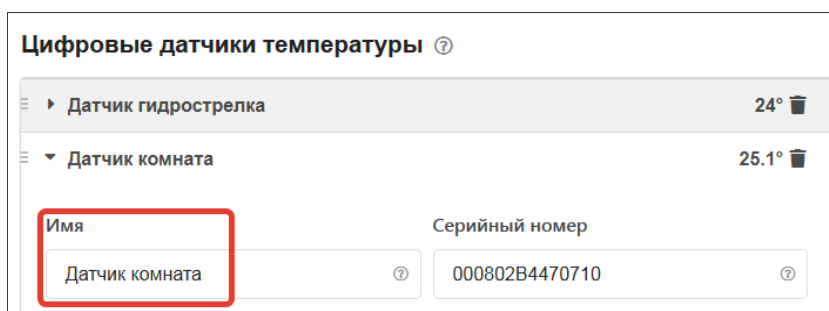 Цифровые датчики температуры ?
Датчик гидрострелка 24°
Датчик комната 25.1°
Имя Серийный номер
Датчик комната ? 000802B4470710 ?